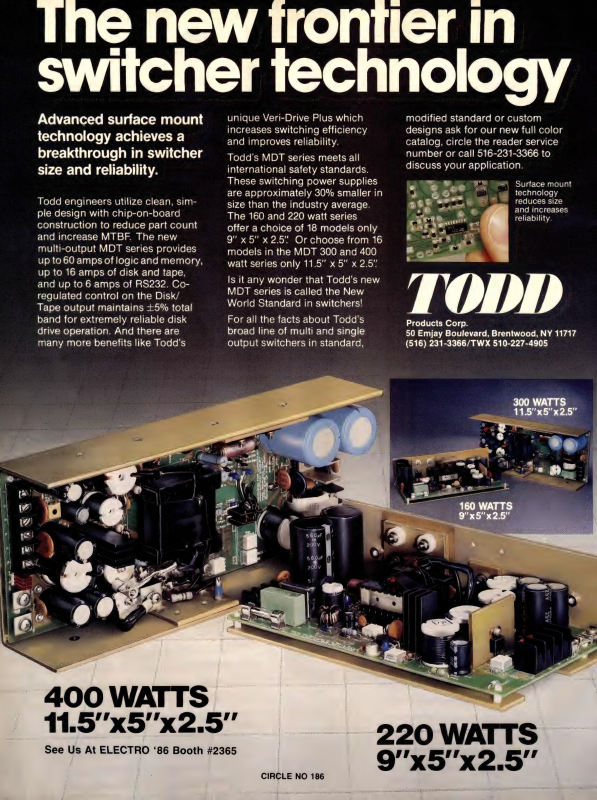 The new frontier in
switcher technology
Advanced surface mount
technology achieves a
breakthrough in switcher
size and reliability.
Todd engineers utilize clean, sim-
ple design with chip-on-board
construction to reduce part count
and increase MTBF. The new
multi-output MDT series provides
up to 60 amps of logic and memory,
up to 16 amps of disk and tape,
and up to 6 amps of RS232. Co-
regulated control on the Disk/
Tape output maintains ±5% total
band for extremely reliable disk
drive operation. And there are
many more benefits like Todd's
unique Veri-Drive Plus which
increases switching efficiency
and improves reliability.
Todd's MDT series meets all
international safety standards.
These switching power supplies
are approximately 30% smaller in
size than the industry average.
The 160 and 220 watt series
offer a choice of 18 models only
9" x 5" x 2.5." Or choose from 16
models in the MDT 300 and 400
watt series only 11.5" x 5" x 2.5."
Is it any wonder that Todd's new
MDT series is called the New
World Standard in switchers!
For all the facts about Todd's
broad line of multi and single
output switchers in standard,
modified standard or custom
designs ask for our new full color
catalog, circle the reader service
number or call 516-231-3366 to
discuss your application.
Surface mount
technology
reduces size
and increases
reliability.
TODD
Products Corp.
50 Emjay Boulevard, Brentwood, NY 11717
(516) 231-3366/TWX 510-227-4905
300 WATTS
11.5"x5"x2.5"
160 WATTS
9"x5"x2.5"
580µF
200V
580µF
200V
400 WATTS
11.5"x5"x2.5"
See Us At ELECTRO '86 Booth #2365
220 WATTS
9"x5"x2.5"
CIRCLE NO 186